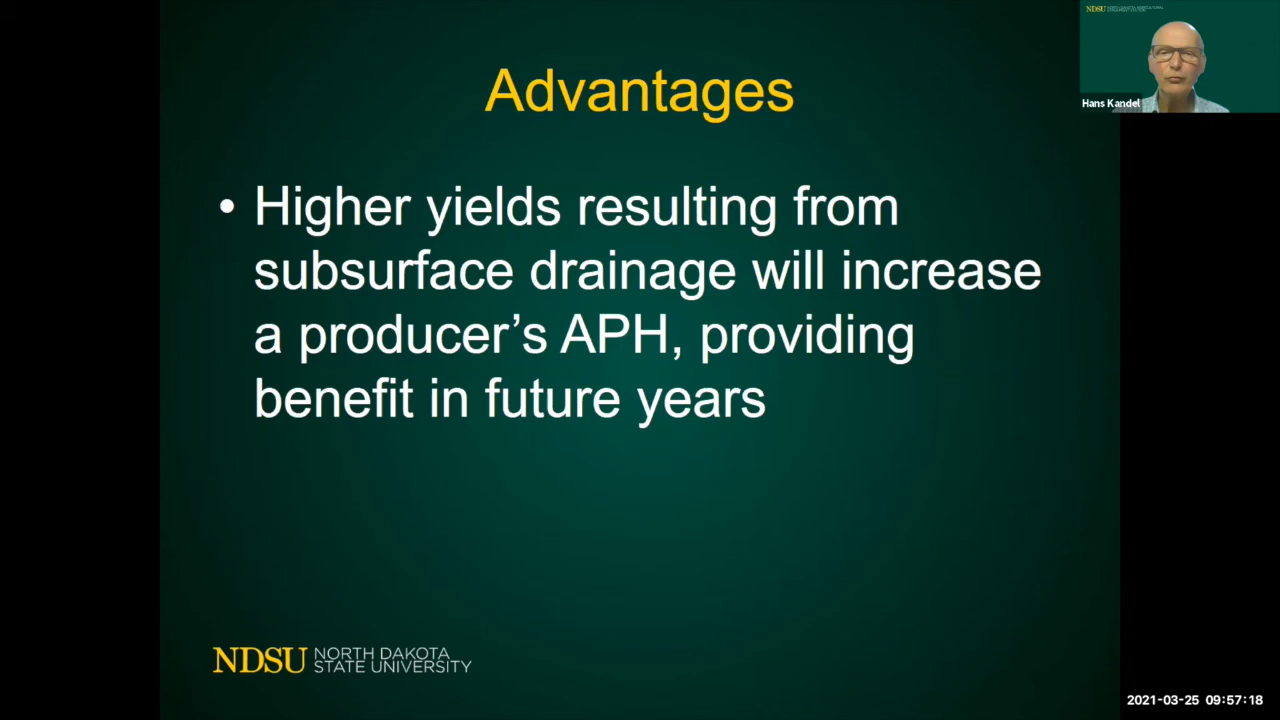 Advantages
• Higher yields resulting from
subsurface drainage will increase
a producer’s APH, providing
benefit in future years
NDSU NORTH DAKOTA
STATE UNIVERSITY
NDSU
Hans Kandel
2021-03-25 09:57:18